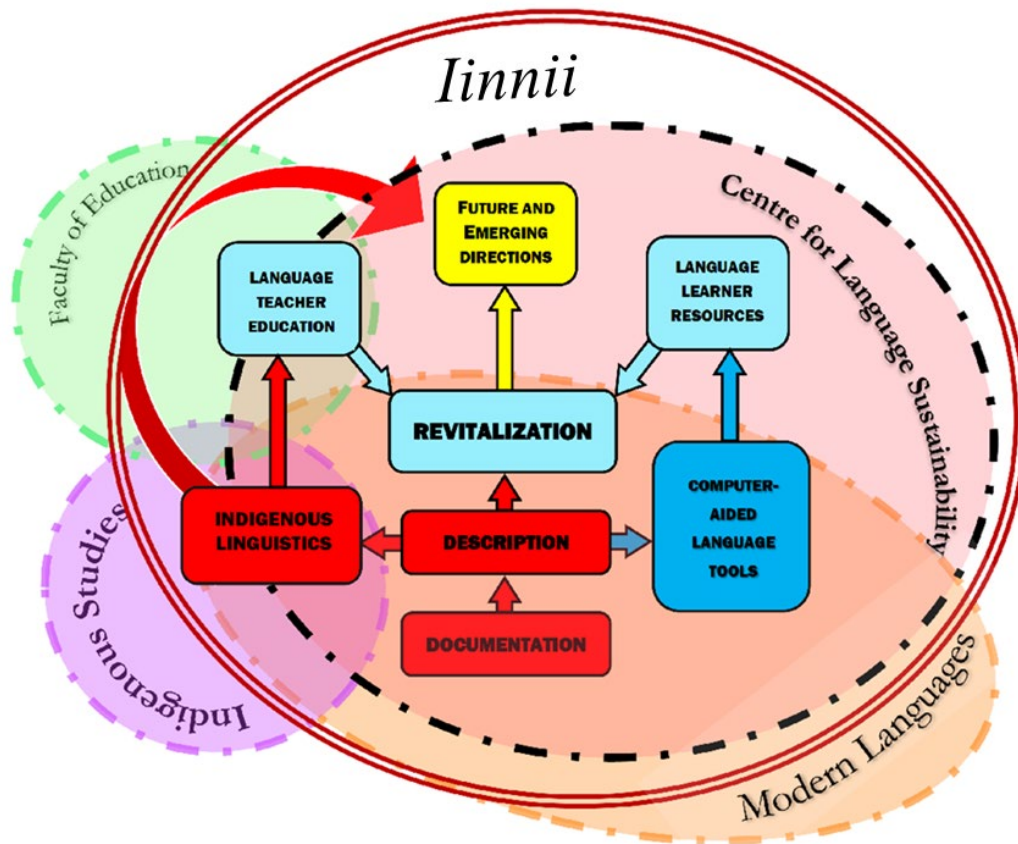 Iinnii
Faculty of Education
Centre for Language Sustainability
FUTURE AND
EMERGING
DIRECTIONS
LANGUAGE
TEACHER
EDUCATION
LANGUAGE
LEARNER
RESOURCES
REVITALIZATION
INDIGENOUS
LINGUISTICS
DESCRIPTION
COMPUTER-
AIDED
LANGUAGE
TOOLS
DOCUMENTATION
Indigenous Studies
Modern Languages